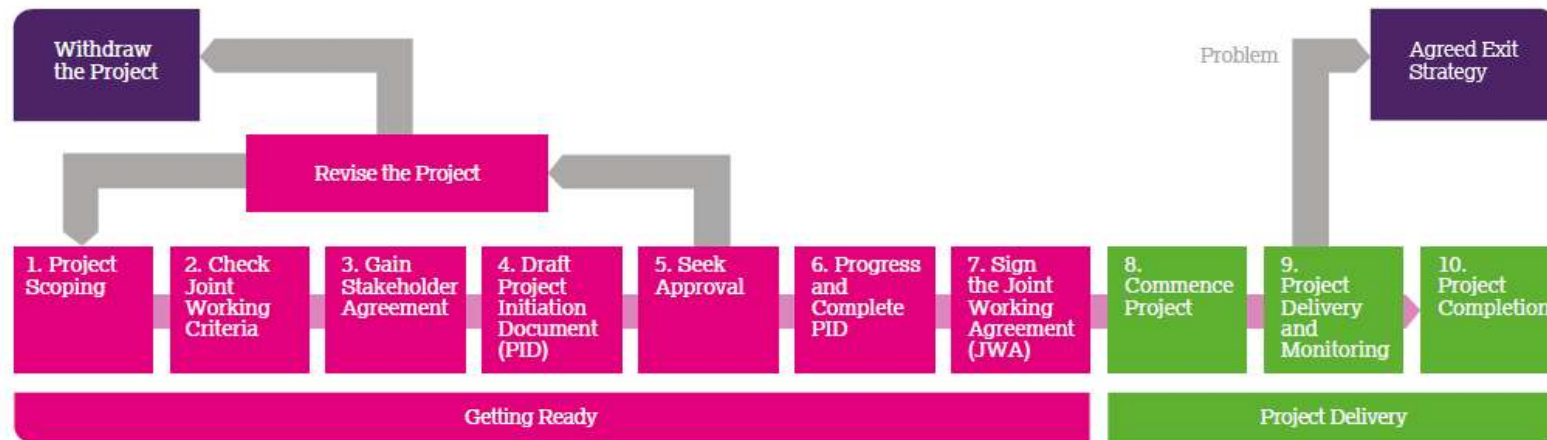 Withdraw
the Project
Problem
Agreed Exit
Strategy
Revise the Project
1. Project
Scoping
2. Check
Joint
Working
Criteria
3. Gain
Stakeholder
Agreement
4. Draft
Project
Initiation
Document
(PID)
5. Seek
Approval
6. Progress
and
Complete
PID
7. Sign
the Joint
Working
Agreement
(JWA)
8.
Commence
Project
9.
Project
Delivery
and
Monitoring
10.
Project
Completion
Getting Ready
Project Delivery